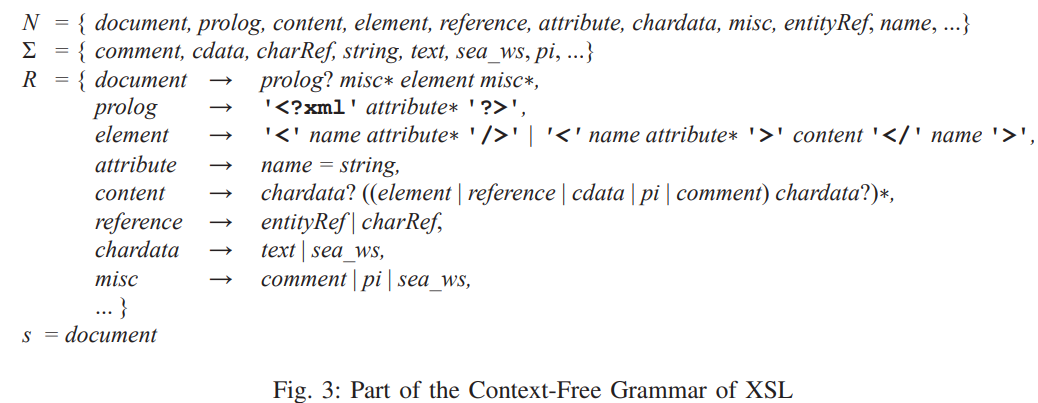 N = { document, prolog, content, element, reference, attribute, chardata, misc, entityRef, name, ...}
Σ = { comment, cdata, charRef, string, text, sea_ws, pi, ...}
R = { document → prolog? misc* element misc*,
prolog → '<?xml' attribute* '?>',
element → '<' name attribute* '/>' | '<' name attribute* '>' content '</' name '>',
attribute → name = string,
content → chardata? ((element | reference | cdata | pi | comment) chardata?)*,
reference → entityRef | charRef,
chardata → text | sea_ws,
misc → comment | pi | sea_ws,
... }
s = document
Fig. 3: Part of the Context-Free Grammar of XSL